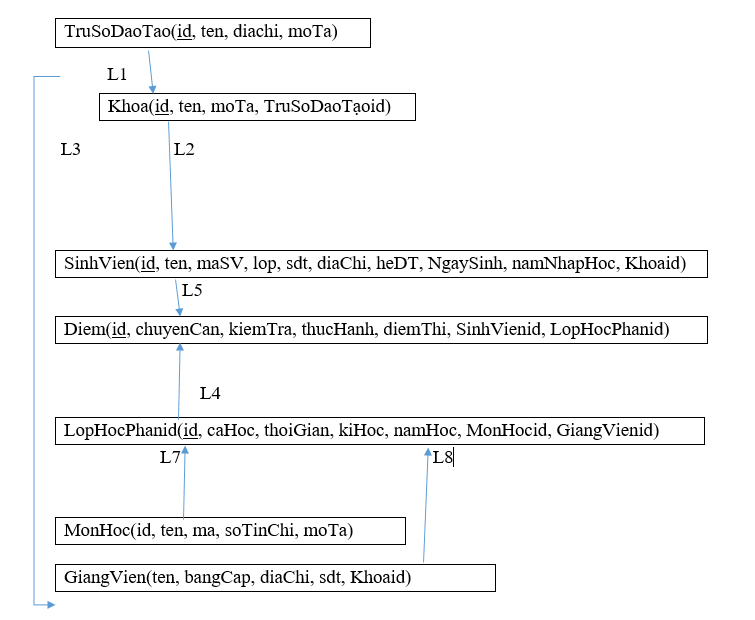 TruSoDaoTao(id, ten, diachi, moTa)
L1
Khoa(id, ten, moTa, TruSoDaoTạoid)
L3
L2
SinhVien(id, ten, maSV, lop, sdt, diaChi, heDT, NgaySinh, namNhapHoc, Khoaid)
L5
Diem(id, chuyenCan, kiemTra, thucHanh, diemThi, SinhVienid, LopHocPhanid)
L4
LopHocPhanid(id, caHoc, thoiGian, kiHoc, namHoc, MonHocid, GiangVienid)
L7
L8
MonHoc(id, ten, ma, soTinChi, moTa)
GiangVien(ten, bangCap, diaChi, sdt, Khoaid)